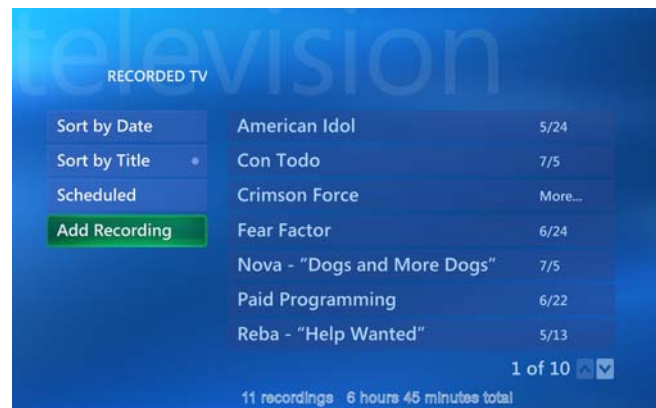 television
RECORDED TV
Sort by Date
Sort by Title
Scheduled
Add Recording
American Idol 5/24
Con Todo 7/5
Crimson Force More...
Fear Factor 6/24
Nova - "Dogs and More Dogs" 7/5
Paid Programming 6/22
Reba - "Help Wanted" 5/13
1 of 10
11 recordings 6 hours 45 minutes total